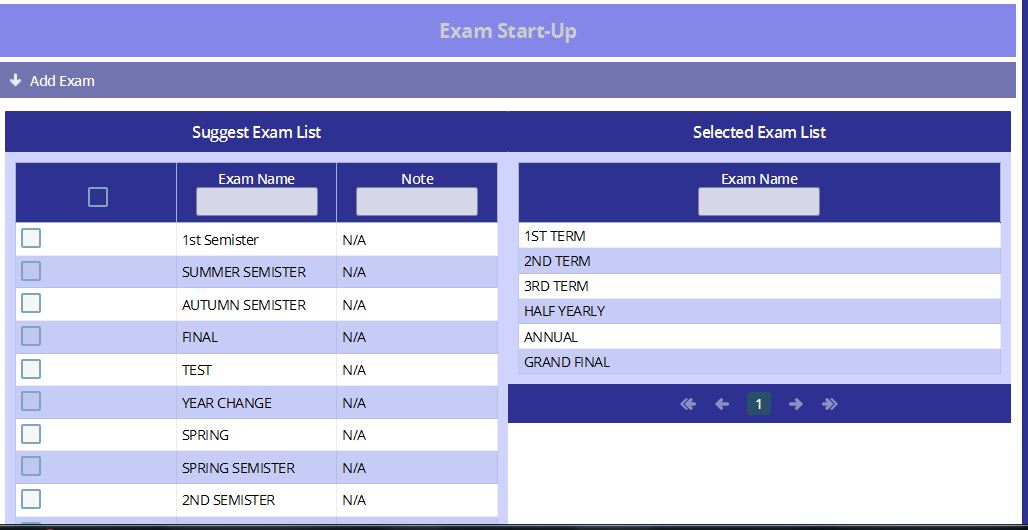 Exam Start-Up
Add Exam
Suggest Exam List
Exam Name Note
1st Semister N/A
SUMMER SEMISTER N/A
AUTUMN SEMISTER N/A
FINAL N/A
TEST N/A
YEAR CHANGE N/A
SPRING N/A
SPRING SEMISTER N/A
2ND SEMISTER N/A
Selected Exam List
Exam Name
1ST TERM
2ND TERM
3RD TERM
HALF YEARLY
ANNUAL
GRAND FINAL
1